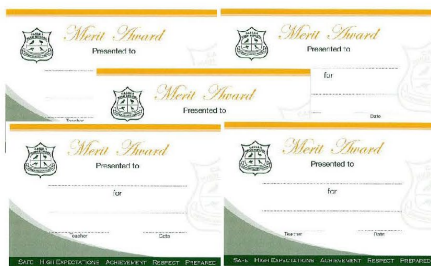 Merit Award
Presented to
Teacher
Merit Award
Presented to
for
Date
Merit Award
Presented to
Merit Award
Presented to
for
Teacher
Date
SAFE HIGH EXPECTATIONS ACHIEVEMENT RESPECT PREPARED
Merit Award
Presented to
for
Teacher
Date
SAFE HIGH EXPECTATIONS ACHIEVEMENT RESPECT PREPARED